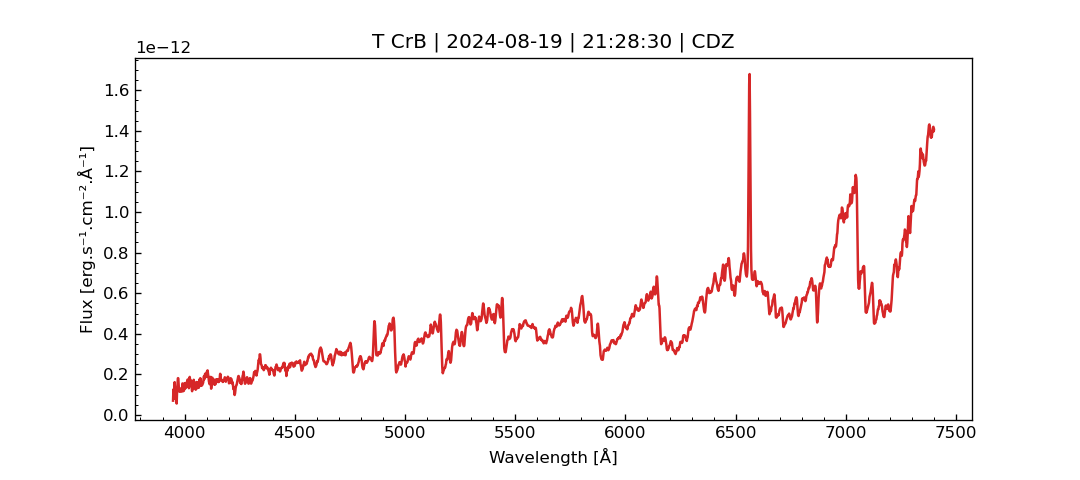 T CrB | 2024-08-19 | 21:28:30 | CDZ
1e−12
1.6
1.4
1.2
1.0
0.8
0.6
0.4
0.2
0.0
Flux [erg.s⁻¹.cm⁻².Å⁻¹]
4000 4500 5000 5500 6000 6500 7000 7500
Wavelength [Å]